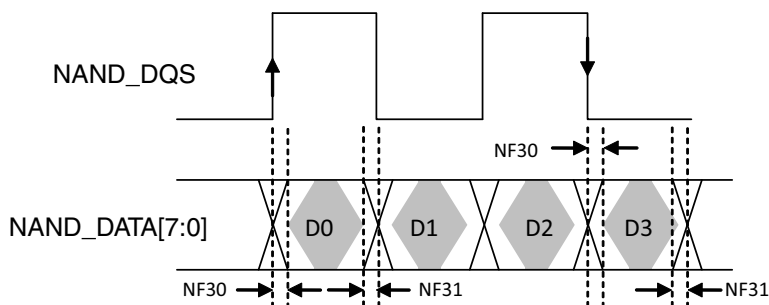 NAND_DQS
NF30
NAND_DATA[7:0] D0 D1 D2 D3
NF30 NF31 NF31